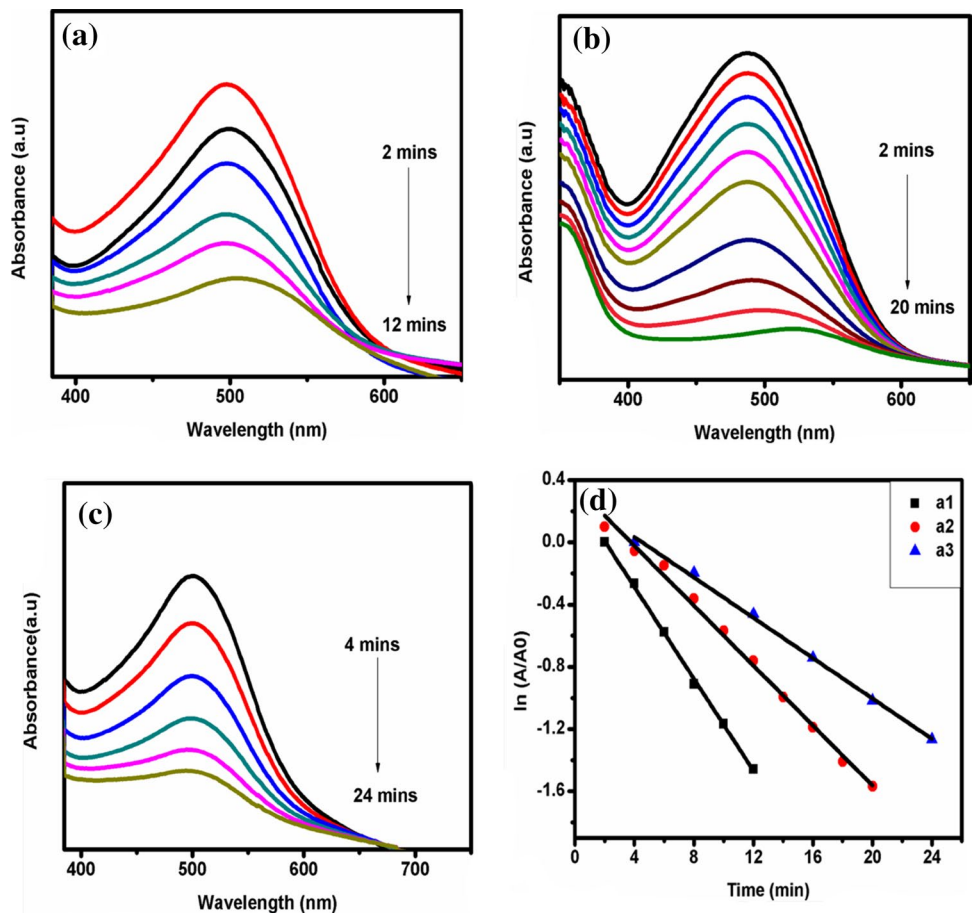 (a)
Absorbance (a.u)
2 mins
12 mins
400 500 600
Wavelength (nm)
(b)
Absorbance (a.u)
2 mins
20 mins
400 500 600
Wavelength (nm)
(c)
Absorbance(a.u)
4 mins
24 mins
400 500 600 700
Wavelength (nm)
(d)
a1
a2
a3
ln (A/A0)
0.4
0.0
-0.4
-0.8
-1.2
-1.6
0 4 8 12 16 20 24
Time (min)